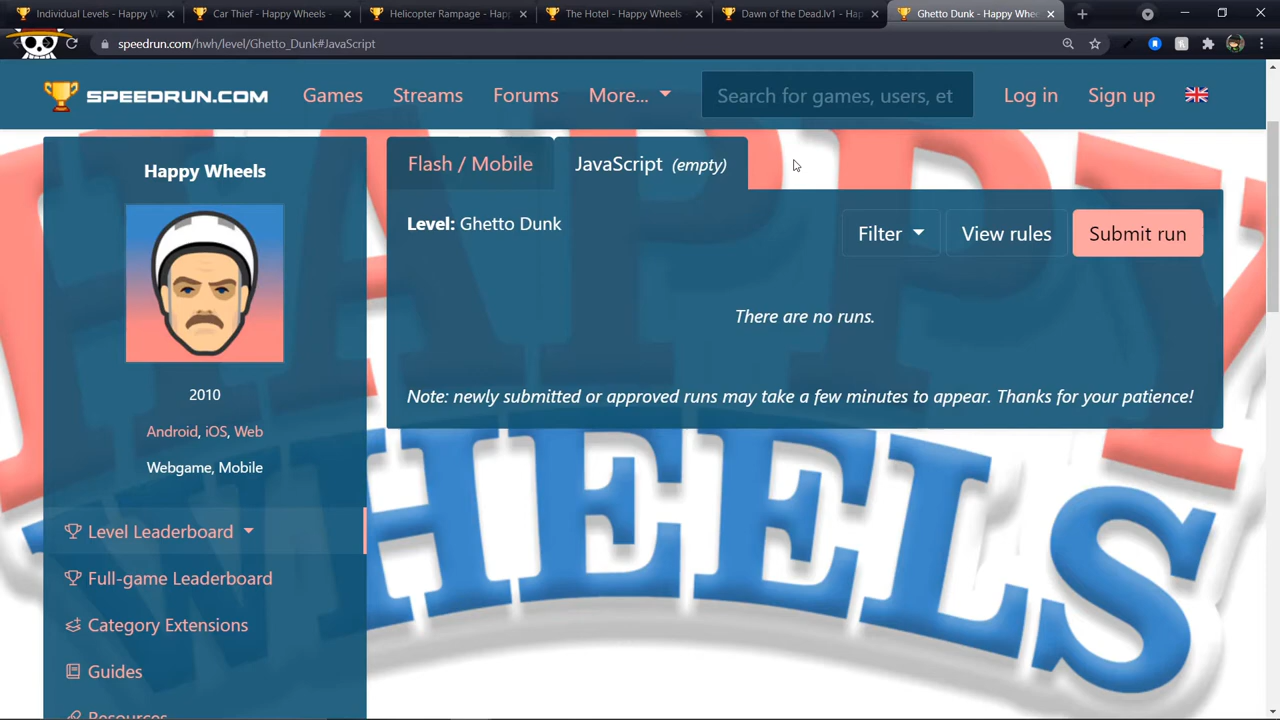 Individual Levels - Happy W
Car Thief - Happy Wheels -
Helicopter Rampage - Hap
The Hotel - Happy Wheels
Dawn of the Dead.lv1 - Hap
Ghetto Dunk - Happy Whee
speedrun.com/hwh/level/Ghetto_Dunk#JavaScript
SPEEDRUN.COM
Games
Streams
Forums
More...
Search for games, users, et
Log in
Sign up
Happy Wheels
2010
Android, iOS, Web
Webgame, Mobile
Level Leaderboard
Full-game Leaderboard
Category Extensions
Guides
Resources
Flash / Mobile
JavaScript (empty)
Level: Ghetto Dunk
Filter
View rules
Submit run
There are no runs.
Note: newly submitted or approved runs may take a few minutes to appear. Thanks for your patience!
HAPPY
WHEELS